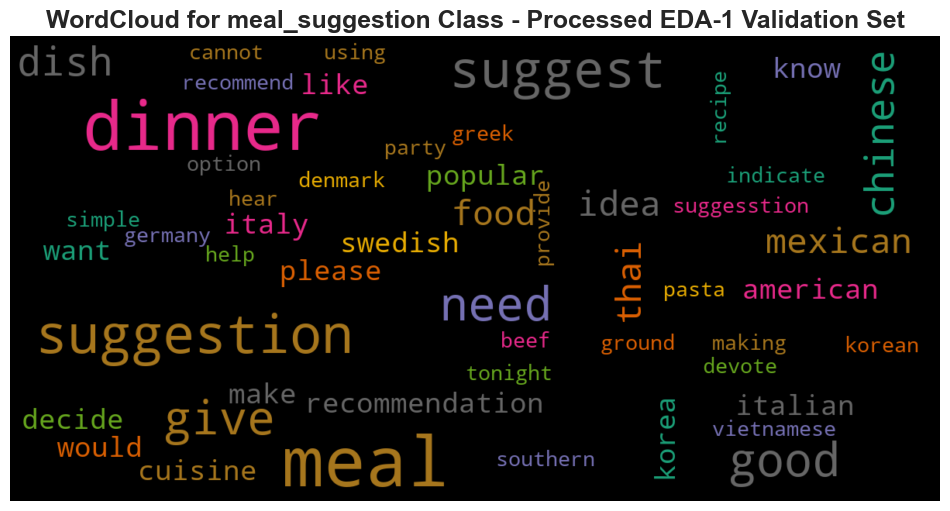 WordCloud for meal_suggestion Class - Processed EDA-1 Validation Set
cannot
using
dish
suggest
know
chinese
recommend
like
recipe
dinner
greek
party
option
denmark
popular
indicate
hear
provide
idea
suggesstion
simple
italy
food
germany
swedish
mexican
want
help
please
thai
need
pasta
american
suggestion
beef
ground
making
korean
tonight
devote
make
recommendation
korea
italian
decide
give
vietnamese
would
meal
good
cuisine
southern